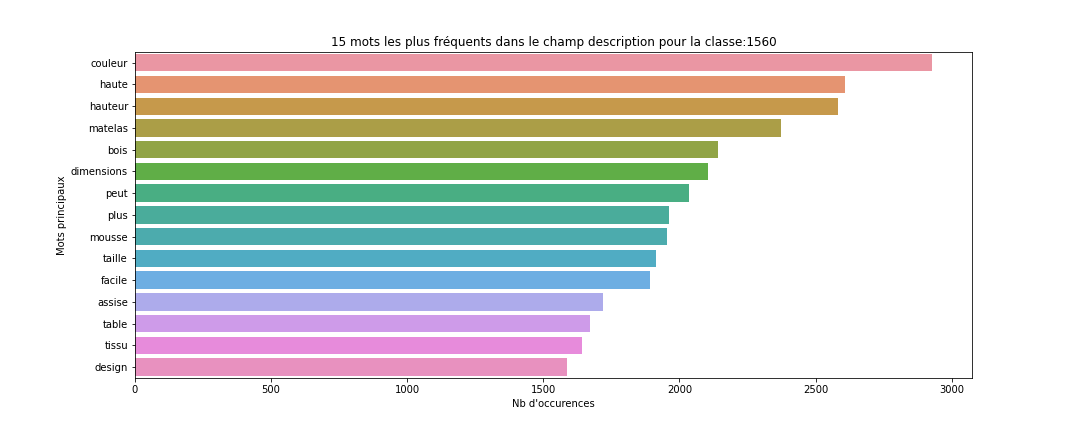 15 mots les plus fréquents dans le champ description pour la classe:1560
couleur
haute
hauteur
matelas
bois
dimensions
peut
plus
mousse
taille
facile
assise
table
tissu
design
Mots principaux
0 500 1000 1500 2000 2500 3000
Nb d'occurences